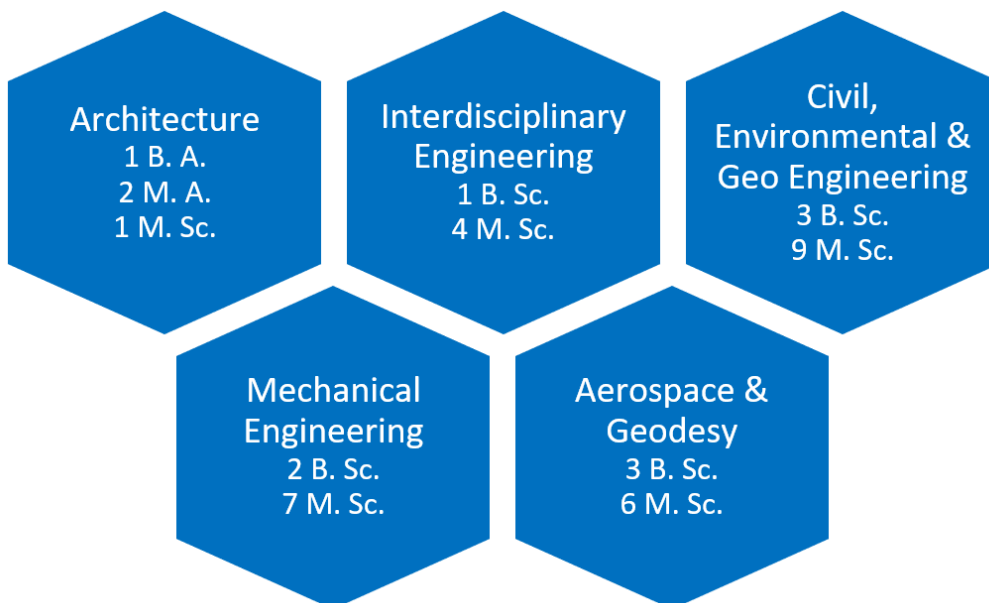 Architecture
1 B. A.
2 M. A.
1 M. Sc.
Interdisciplinary
Engineering
1 B. Sc.
4 M. Sc.
Civil,
Environmental &
Geo Engineering
3 B. Sc.
9 M. Sc.
Mechanical
Engineering
2 B. Sc.
7 M. Sc.
Aerospace &
Geodesy
3 B. Sc.
6 M. Sc.